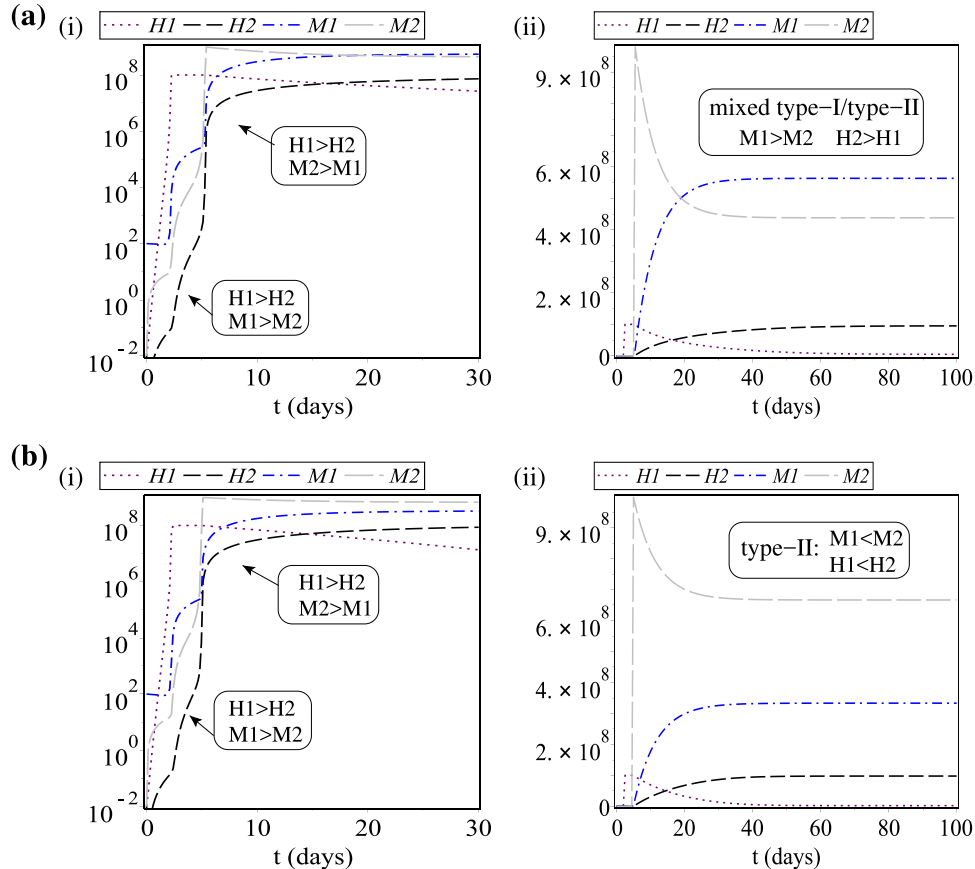 (a)
(i)
H1 H2 M1 M2
10^8
10^6
10^4
10^2
10^0
10^-2
H1>H2
M2>M1
H1>H2
M1>M2
0 10 20 30
t (days)
(ii)
H1 H2 M1 M2
9. × 10^8
6. × 10^8
4. × 10^8
2. × 10^8
0
mixed type−I/type−II
M1>M2 H2>H1
0 20 40 60 80 100
t (days)
(b)
(i)
H1 H2 M1 M2
10^8
10^6
10^4
10^2
10^0
10^-2
H1>H2
M2>M1
H1>H2
M1>M2
0 10 20 30
t (days)
(ii)
H1 H2 M1 M2
9. × 10^8
6. × 10^8
4. × 10^8
2. × 10^8
0
type−II: M1<M2
H1<H2
0 20 40 60 80 100
t (days)